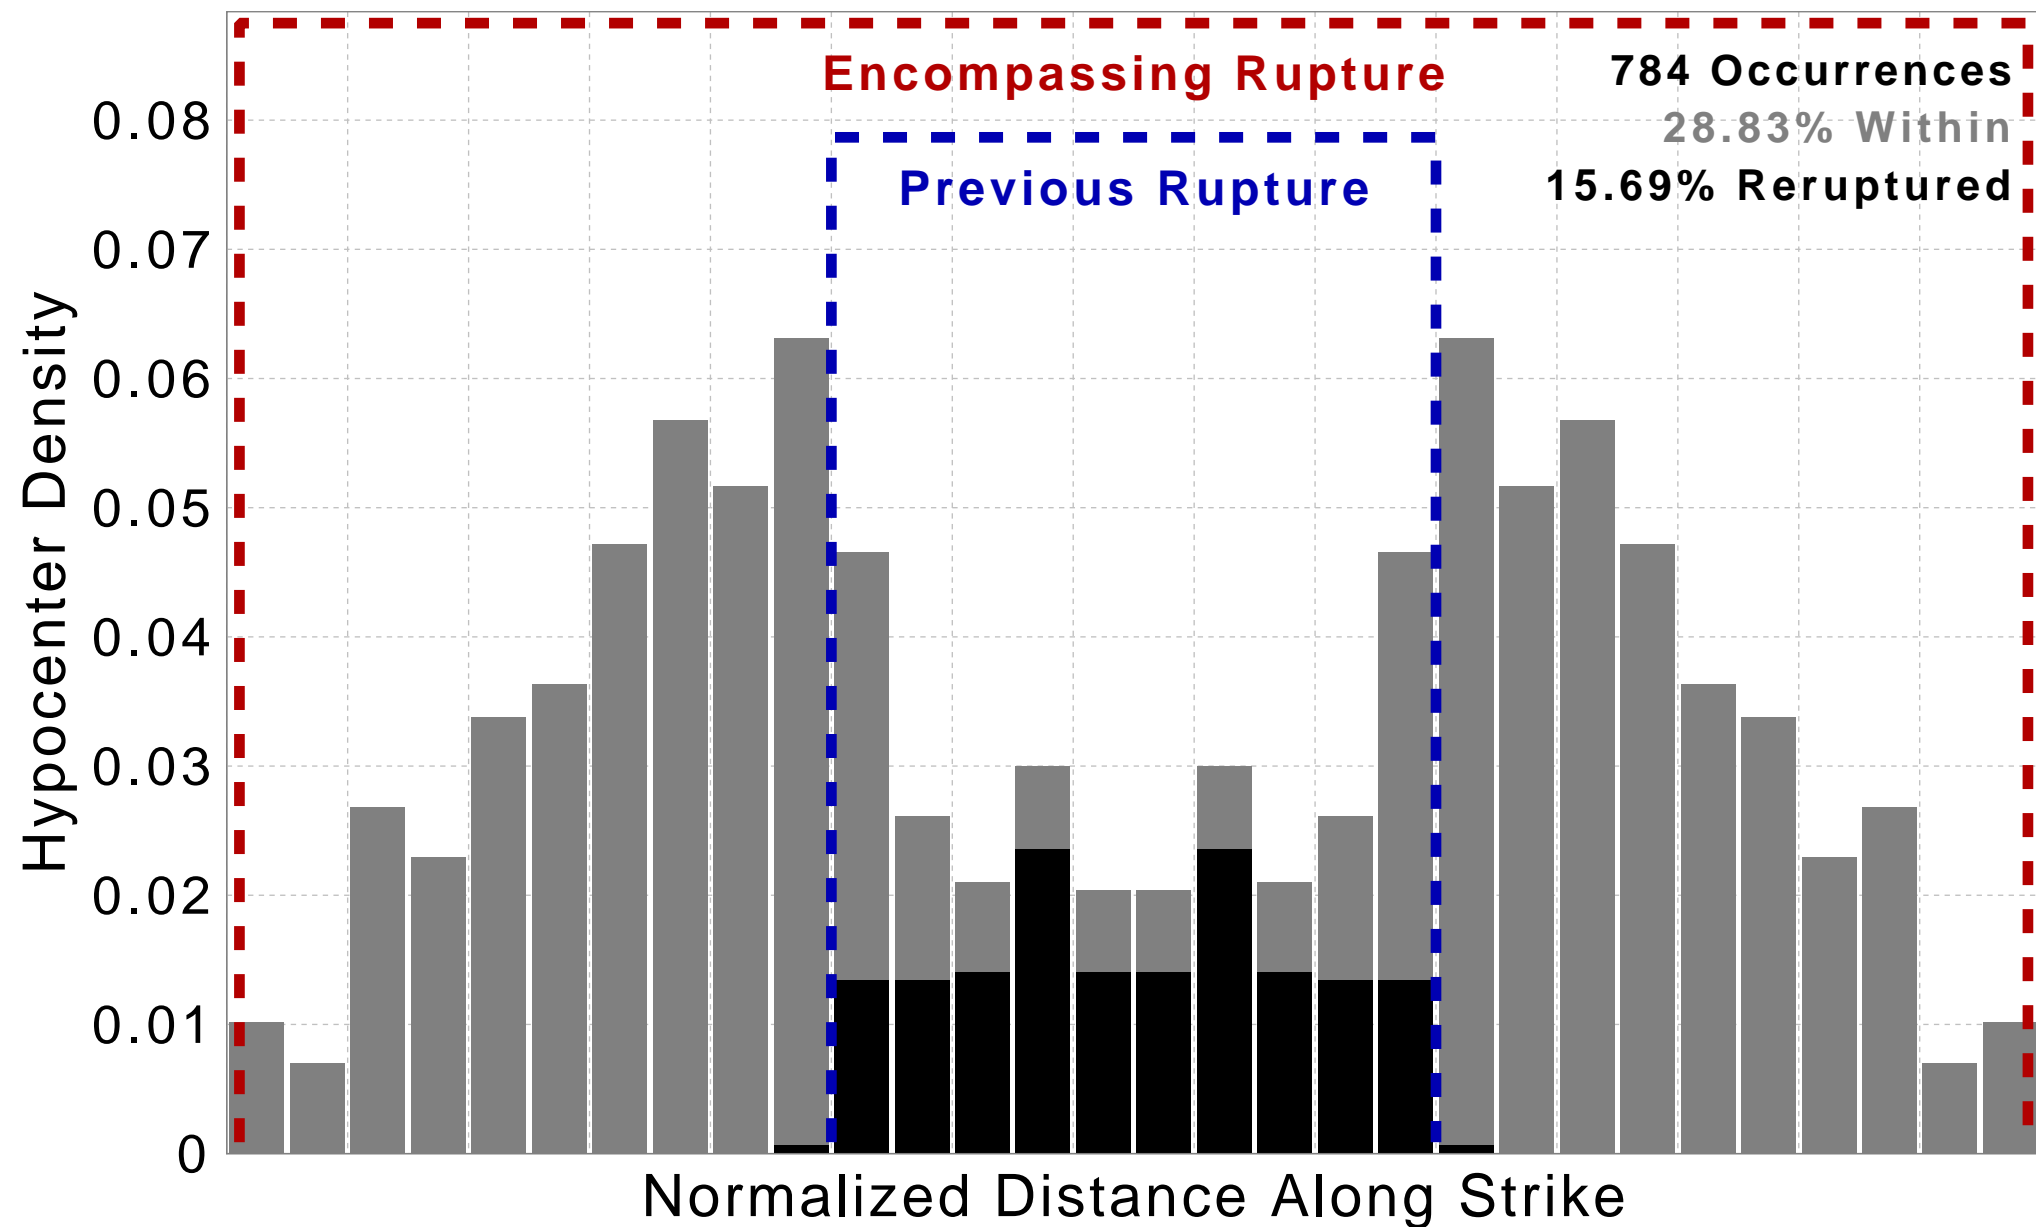 Encompassing Rupture
784 Occurrences
28.83% Within
15.69% Reruptured
Previous Rupture
Hypocenter Density
0.08
0.07
0.06
0.05
0.04
0.03
0.02
0.01
0
Normalized Distance Along Strike